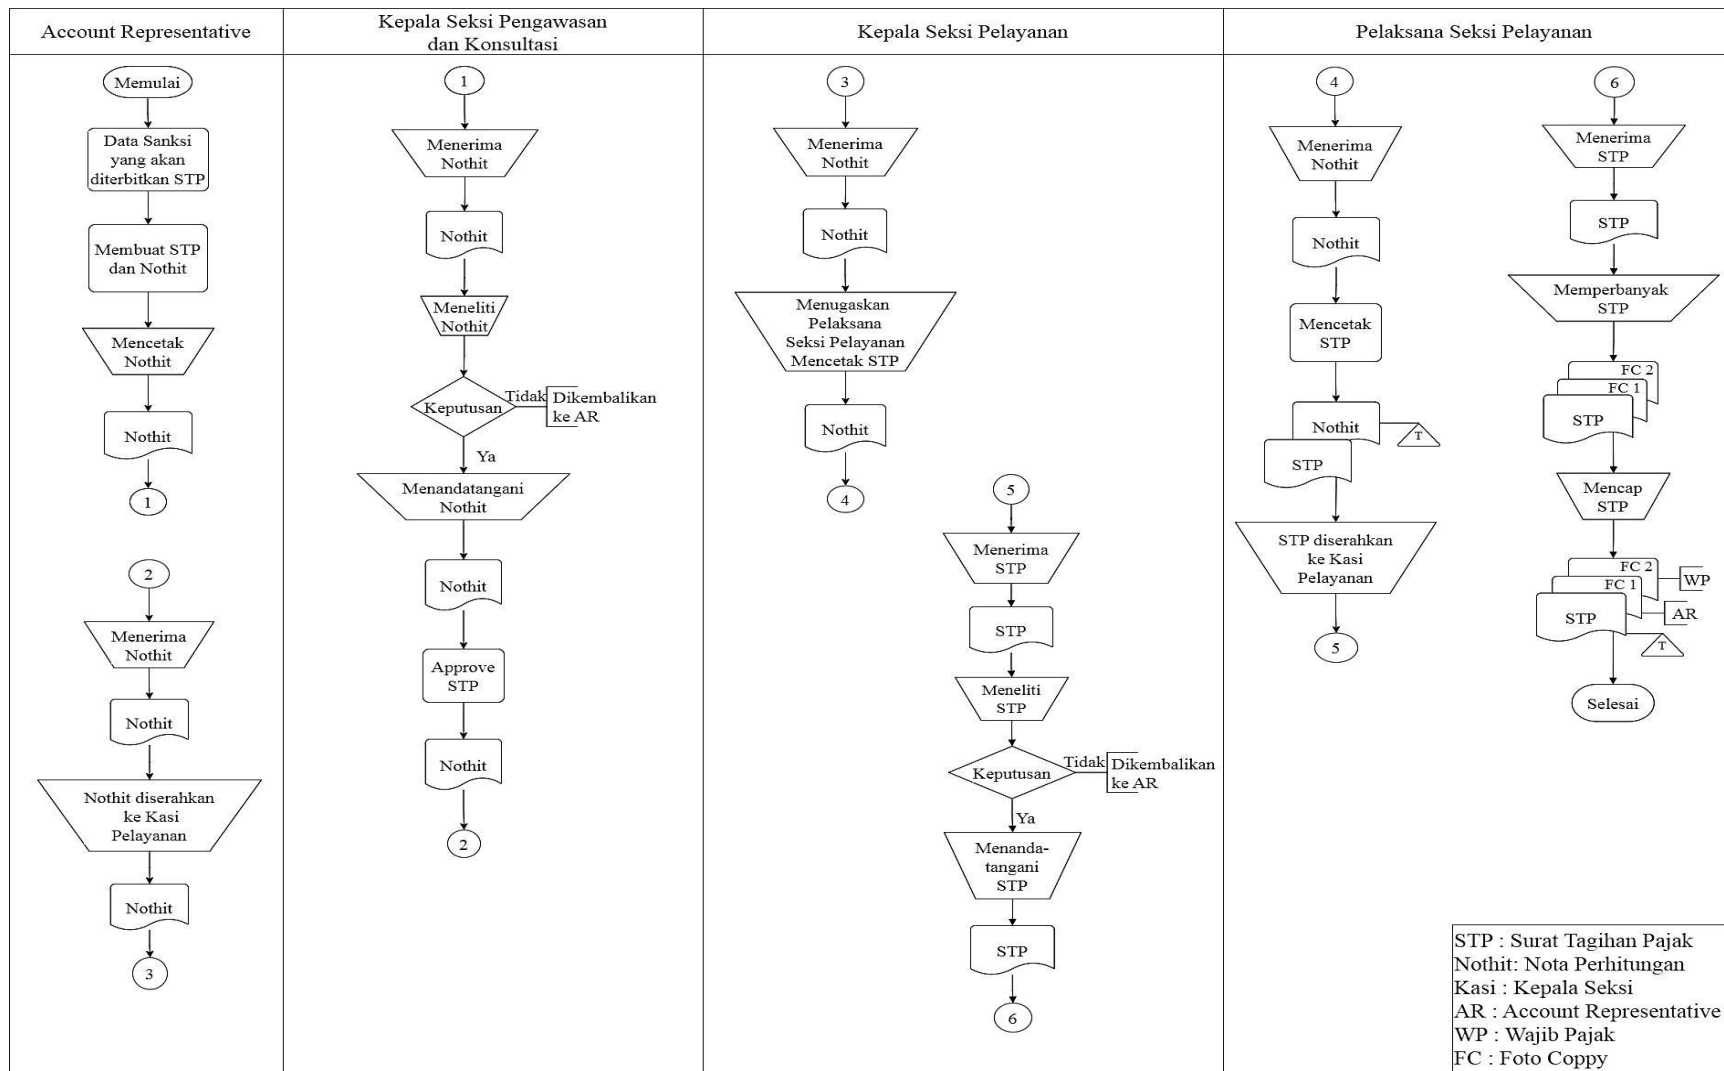 Account Representative
Kepala Seksi Pengawasan
dan Konsultasi
Kepala Seksi Pelayanan
Pelaksana Seksi Pelayanan
Memulai
Data Sanksi
yang akan
diterbitkan STP
Membuat STP
dan Nothit
Mencetak
Nothit
Nothit
1
2
Menerima
Nothit
Nothit
Nothit diserahkan
ke Kasi
Pelayanan
Nothit
3
1
Menerima
Nothit
Nothit
Meneliti
Nothit
Keputusan
Tidak
Dikembalikan
ke AR
Ya
Menandatangani
Nothit
Nothit
Approve
STP
Nothit
2
3
Menerima
Nothit
Nothit
Menugaskan
Pelaksana
Seksi Pelayanan
Mencetak STP
Nothit
4
5
Menerima
STP
STP
Meneliti
STP
Keputusan
Tidak
Dikembalikan
ke AR
Ya
Menanda-
tangani
STP
STP
6
4
Menerima
Nothit
Nothit
Mencetak
STP
Nothit
T
STP
STP diserahkan
ke Kasi
Pelayanan
5
6
Menerima
STP
STP
Memperbanyak
STP
FC 2
FC 1
STP
Mencap
STP
FC 2
WP
FC 1
AR
STP
T
Selesai
STP : Surat Tagihan Pajak
Nothit: Nota Perhitungan
Kasi : Kepala Seksi
AR : Account Representative
WP : Wajib Pajak
FC : Foto Coppy